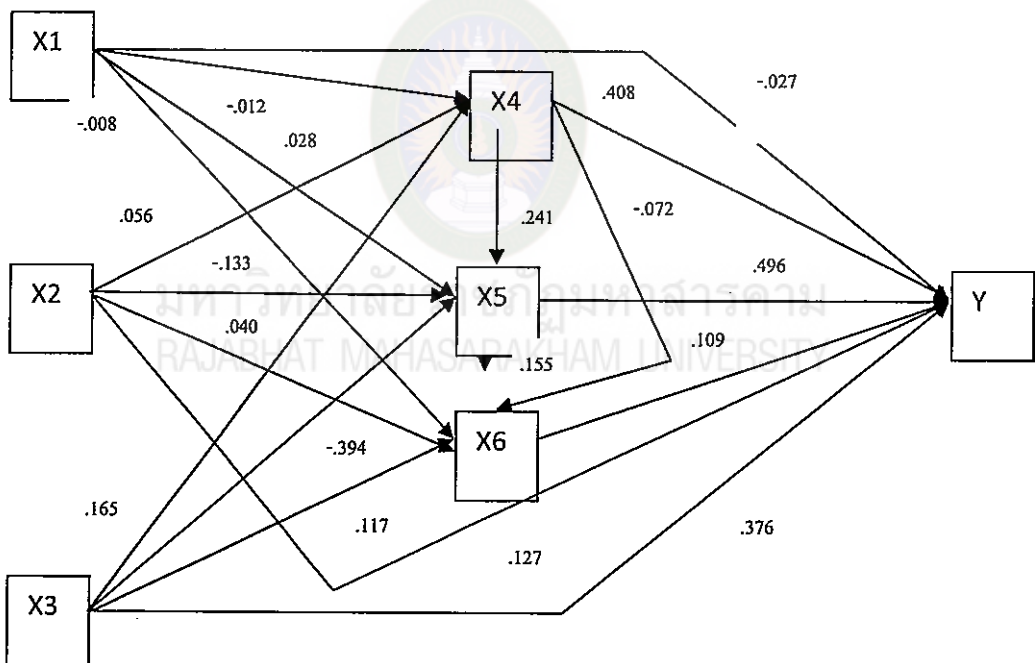 X1
X4
.408
-.027
-.008
-.012
.028
.056
.241
-.072
-.133
.496
X2
X5
Y
มหาวิทยาลัยราชภัฏมหาสารคาม
.040
.109
RAJABHAT MAHASARAKHAM UNIVERSITY
.155
X6
-.394
.165
.117
.127
.376
X3